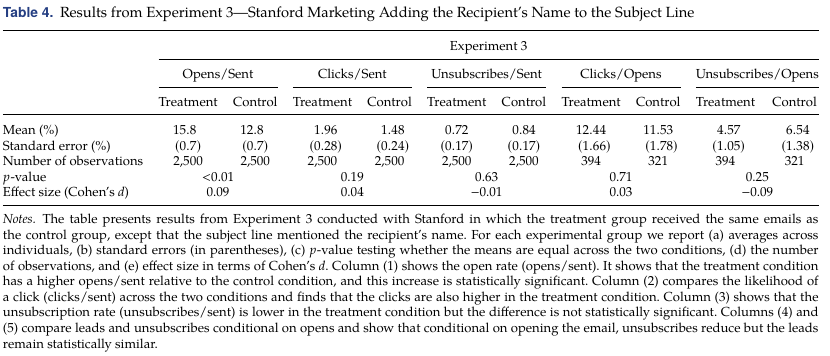 Table 4. Results from Experiment 3—Stanford Marketing Adding the Recipient's Name to the Subject Line
Experiment 3
Opens/Sent Clicks/Sent Unsubscribes/Sent Clicks/Opens Unsubscribes/Opens
Treatment Control Treatment Control Treatment Control Treatment Control Treatment Control
Mean (%) 15.8 12.8 1.96 1.48 0.72 0.84 12.44 11.53 4.57 6.54
Standard error (%) (0.7) (0.7) (0.28) (0.24) (0.17) (0.17) (1.66) (1.78) (1.05) (1.38)
Number of observations 2,500 2,500 2,500 2,500 2,500 2,500 394 321 394 321
p-value <0.01 0.19 0.63 0.71 0.25
Effect size (Cohen's d) 0.09 0.04 −0.01 0.03 −0.09
Notes. The table presents results from Experiment 3 conducted with Stanford in which the treatment group received the same emails as
the control group, except that the subject line mentioned the recipient's name. For each experimental group we report (a) averages across
individuals, (b) standard errors (in parentheses), (c) p-value testing whether the means are equal across the two conditions, (d) the number
of observations, and (e) effect size in terms of Cohen's d. Column (1) shows the open rate (opens/sent). It shows that the treatment condition
has a higher opens/sent relative to the control condition, and this increase is statistically significant. Column (2) compares the likelihood of
a click (clicks/sent) across the two conditions and finds that the clicks are also higher in the treatment condition. Column (3) shows that the
unsubscription rate (unsubscribes/sent) is lower in the treatment condition but the difference is not statistically significant. Columns (4) and
(5) compare leads and unsubscribes conditional on opens and show that conditional on opening the email, unsubscribes reduce but the leads
remain statistically similar.